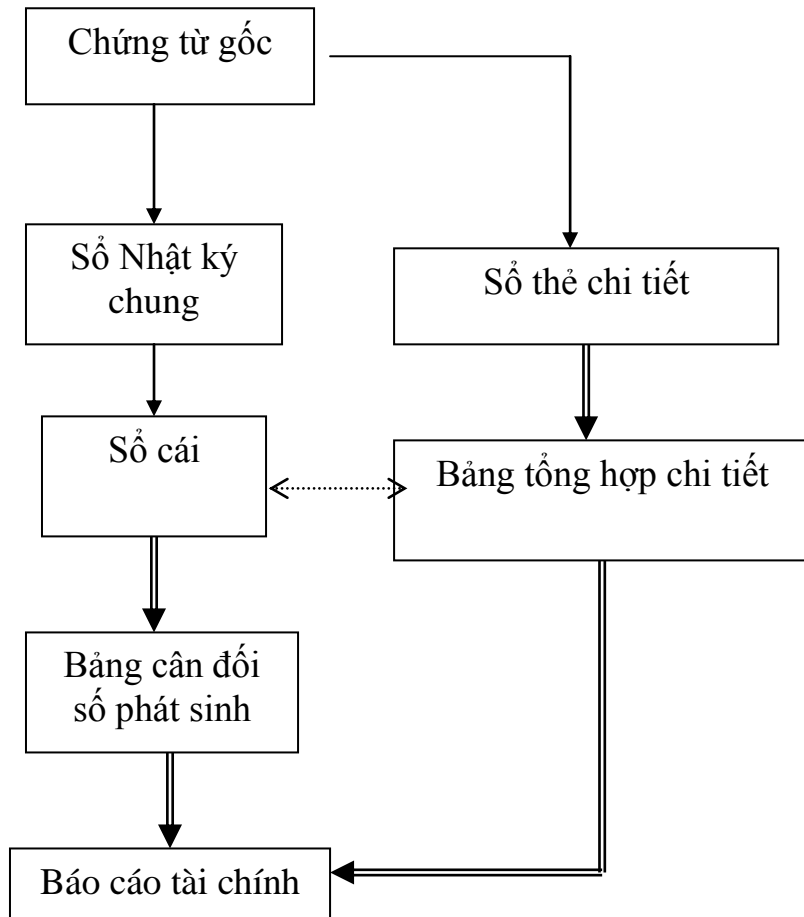 Chứng từ gốc
Sổ Nhật ký
chung
Sổ thẻ chi tiết
Sổ cái
Bảng tổng hợp chi tiết
Bảng cân đối
số phát sinh
Báo cáo tài chính